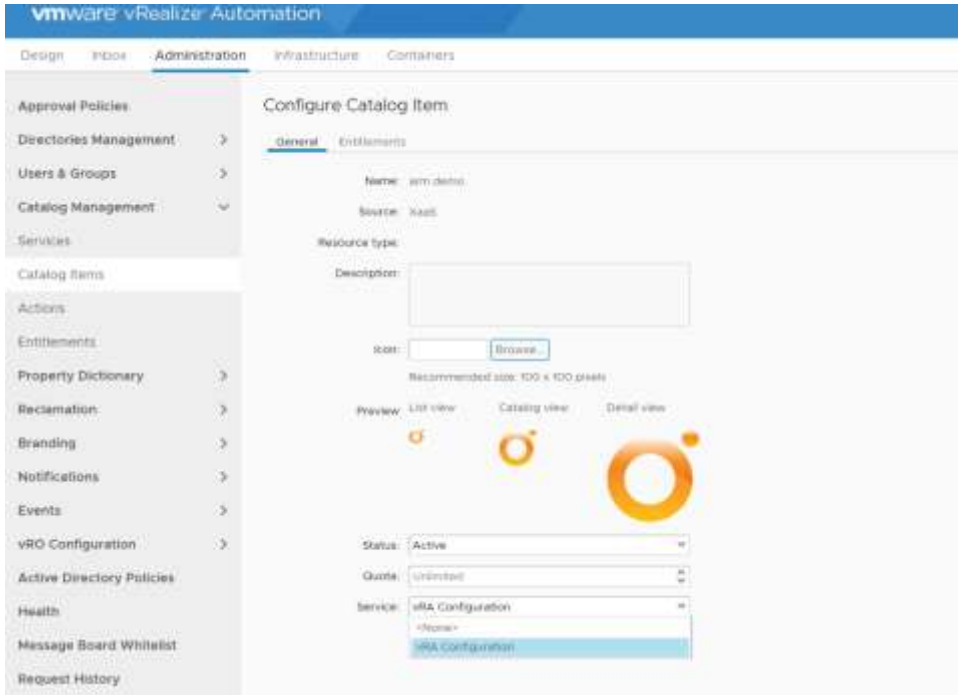 vmware vRealize Automation
Design Inbox Administration Infrastructure Containers
Approval Policies
Directories Management
Users & Groups
Catalog Management
Services
Catalog Items
Actions
Entitlements
Property Dictionary
Reclamation
Branding
Notifications
Events
vRO Configuration
Active Directory Policies
Health
Message Board Whitelist
Request History
Configure Catalog Item
General Entitlements
Name: demo
Source: XaaS
Resource type:
Description:
Icon: Browse...
Recommended size: 100 x 100 pixels
Preview: List view Catalog view Detail view
Status: Active
Quota: Unlimited
Service: vRA Configuration
<None>
vRA Configuration